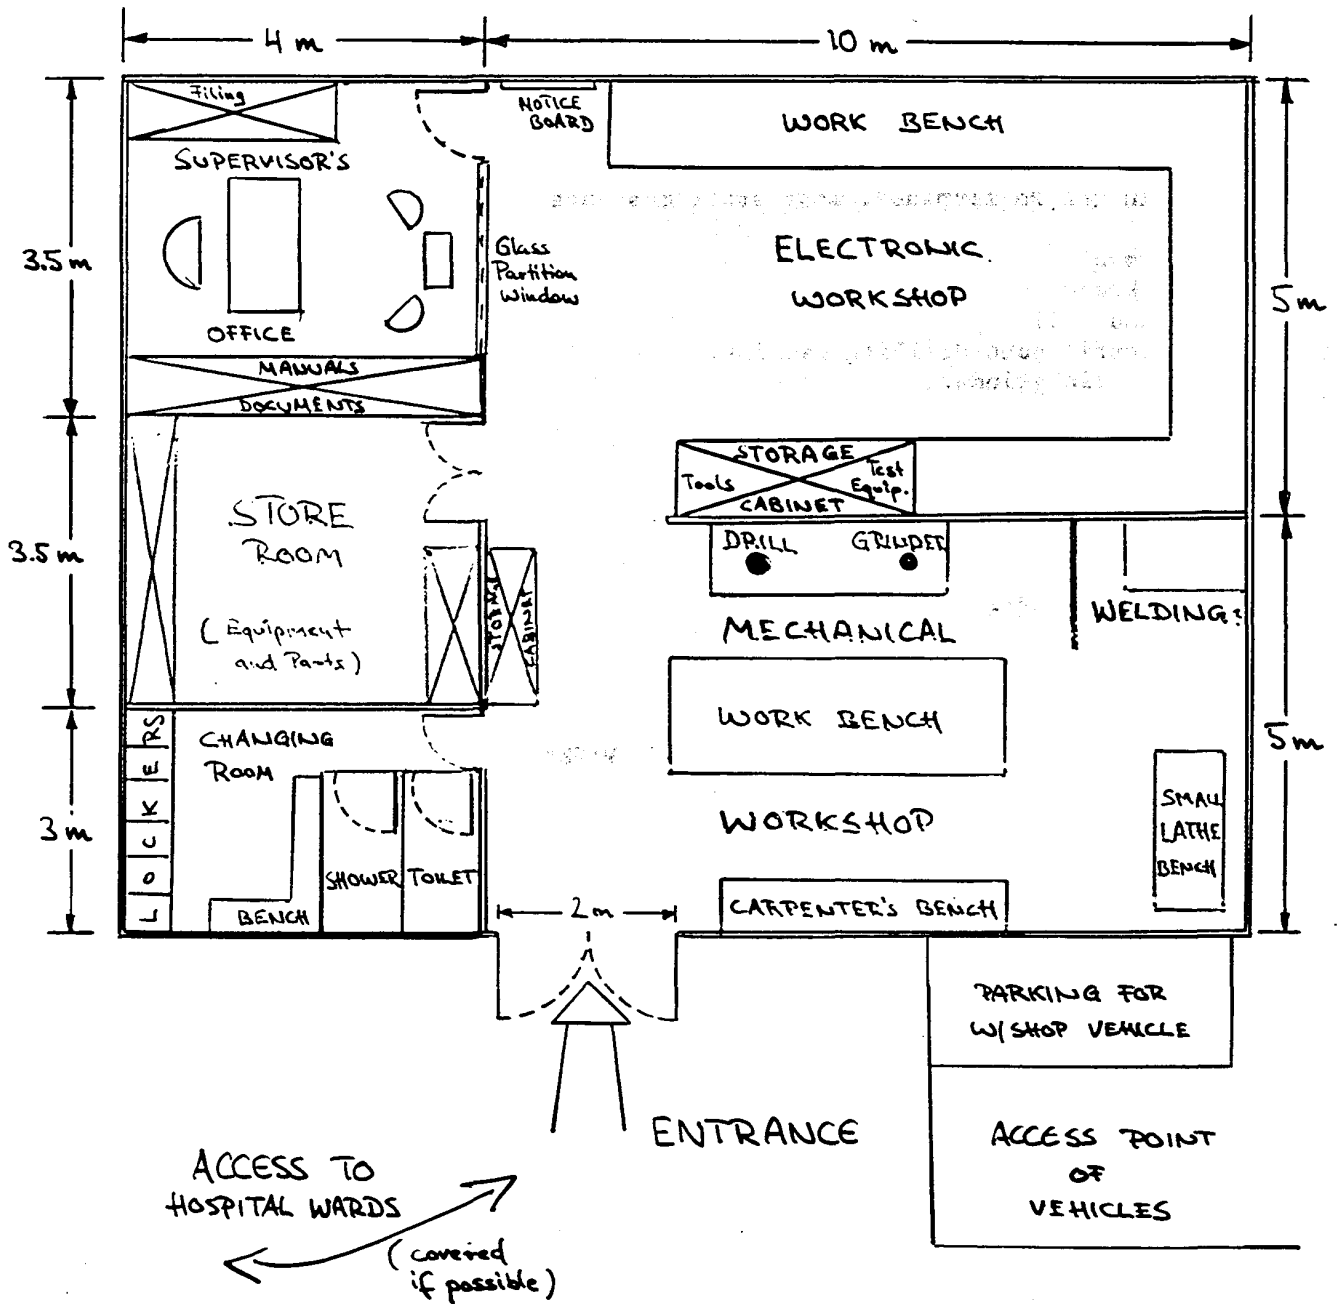 4 m
10 m
Filing
NOTICE
BOARD
WORK BENCH
SUPERVISOR'S
3.5 m
Glass
Partition
Window
ELECTRONIC
WORKSHOP
5 m
OFFICE
MANUALS
DOCUMENTS
STORAGE
Tools
Test
Equip.
CABINET
STORE
ROOM
3.5 m
(Equipment
and Parts)
STORAGE
CABINET
DRILL
GRINDER
MECHANICAL
WELDING?
WORK BENCH
5 m
LOCKERS
CHANGING
ROOM
3 m
WORKSHOP
SMALL
LATHE
BENCH
SHOWER
TOILET
BENCH
2 m
CARPENTER'S BENCH
PARKING FOR
W/SHOP VEHICLE
ENTRANCE
ACCESS POINT
OF
VEHICLES
ACCESS TO
HOSPITAL WARDS
(covered
if possible)